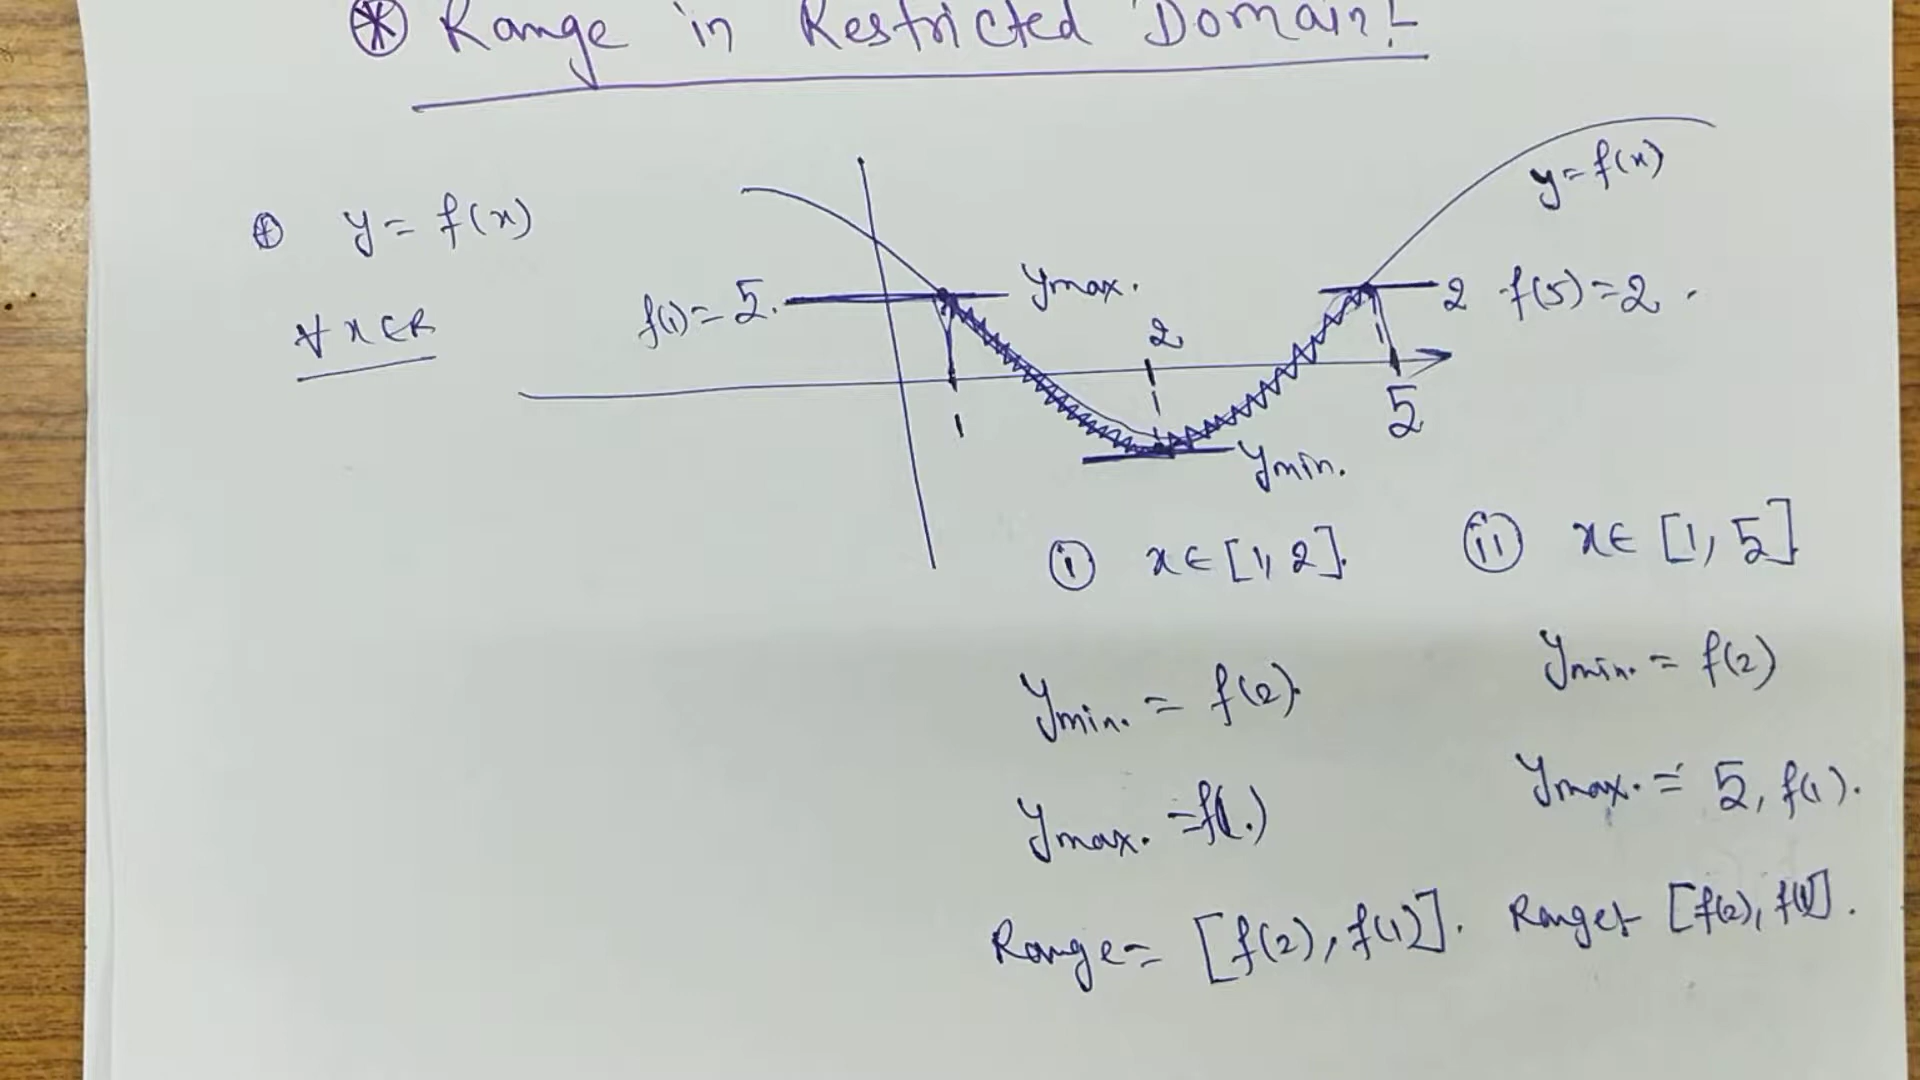 ⊛ Range in Restricted Domain:-
⊕ y = f(x)
∀ x ∈ R
y = f(x)
f(1) = 5.
ymax.
2
2 f(5) = 2.
1
5
ymin.
(i) x ∈ [1, 2].
ymin. = f(2).
ymax. = f(1.)
Range = [f(2), f(1)].
(ii) x ∈ [1, 5]
ymin. = f(2)
ymax. = 5, f(1).
Range [f(2), f(1)].